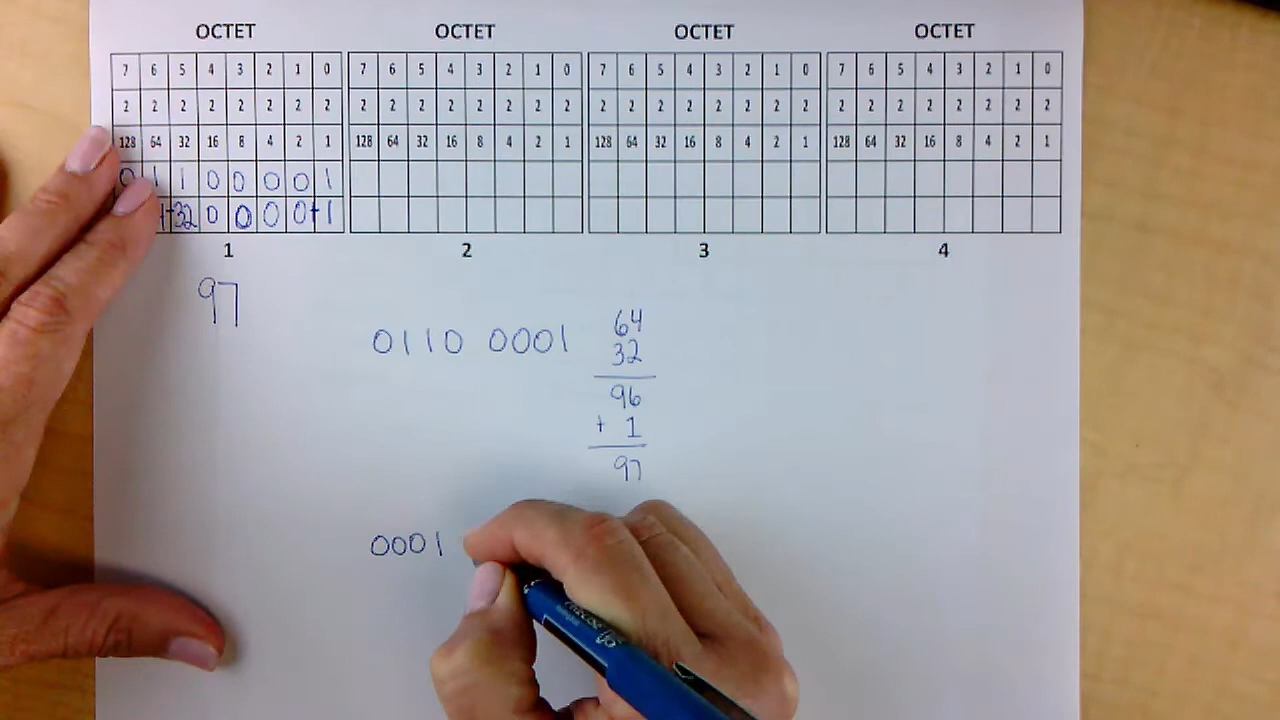 OCTET OCTET OCTET OCTET
7 6 5 4 3 2 1 0 7 6 5 4 3 2 1 0 7 6 5 4 3 2 1 0 7 6 5 4 3 2 1 0
2 2 2 2 2 2 2 2 2 2 2 2 2 2 2 2 2 2 2 2 2 2 2 2 2 2 2 2 2 2 2 2
128 64 32 16 8 4 2 1 128 64 32 16 8 4 2 1 128 64 32 16 8 4 2 1 128 64 32 16 8 4 2 1
0 1 1 0 0 0 0 1
+32 0 0 0 0 +1
1 2 3 4
97
0110 0001
64
32
96
+ 1
97
0001